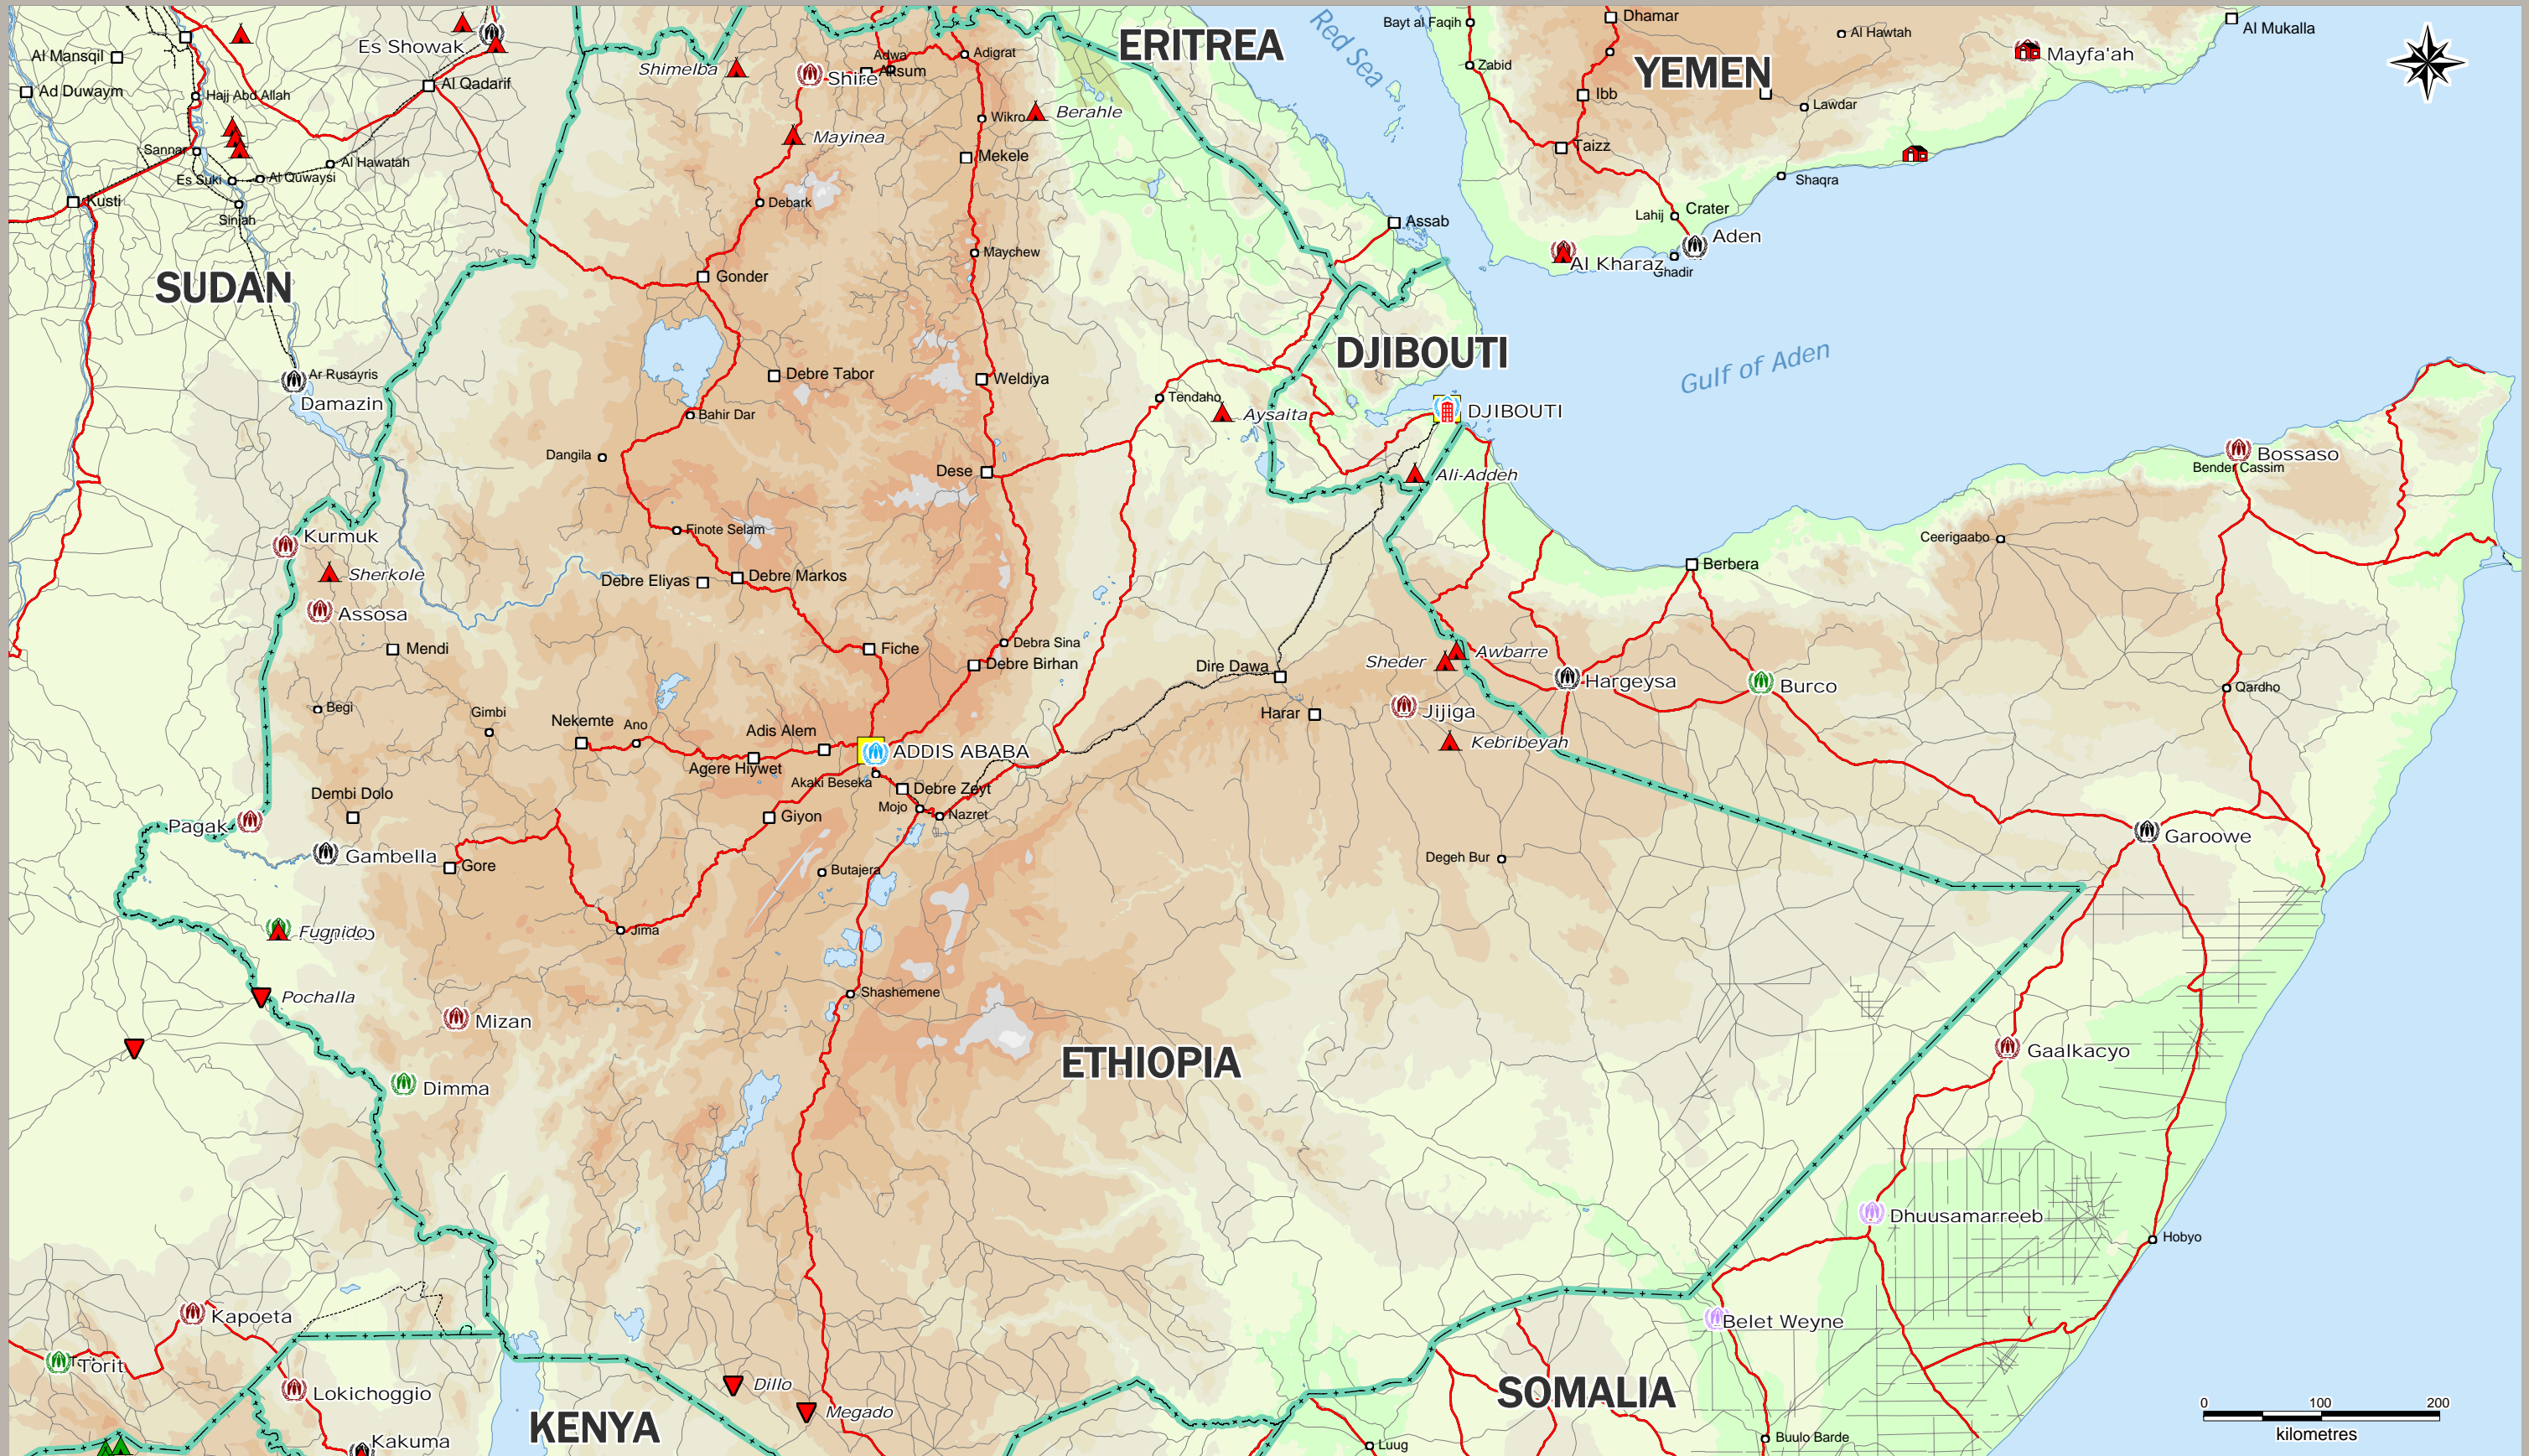 ERITREA
Red Sea
Bayt al Faqih
Dhamar
Al Hawtah
Al Mukalla
Es Showak
Al Mansqil
Shimelba
Shire
Adwa
Aksum
Adigrat
Zabid
YEMEN
Mayfa'ah
Ad Duwaym
Hajj Abd Allah
Al Qadarif
Ibb
Lawdar
Wikro
Berahle
Mayinea
Sannar
Al Hawatah
Mekele
Taizz
Es Suki
Al Quwaysi
Shaqra
Kusti
Sinjah
Debark
Assab
Lahij
Crater
Aden
Maychew
Al Kharaz
Ghadir
SUDAN
Gonder
DJIBOUTI
Gulf of Aden
Ar Rusayris
Damazin
Debre Tabor
Weldiya
Tendaho
Aysaita
DJIBOUTI
Bahir Dar
Dangila
Dese
Ali-Addeh
Bossaso
Bender Cassim
Kurmuk
Finote Selam
Ceerigaabo
Sherkole
Debre Eliyas
Debre Markos
Berbera
Assosa
Mendi
Fiche
Debra Sina
Debre Birhan
Dire Dawa
Sheder
Awbarre
Hargeysa
Burco
Qardho
Begi
Gimbi
Nekemte
Ano
Adis Alem
Harar
Jijiga
Kebribeyah
ADDIS ABABA
Agere Hiywet
Akaki Beseka
Debre Zeyt
Dembi Dolo
Mojo
Nazret
Giyon
Pagak
Gambella
Gore
Garoowe
Butajera
Degeh Bur
Fugnido
Jima
Pochalla
Shashemene
Mizan
ETHIOPIA
Gaalkacyo
Dimma
Dhuusamarreeb
Hobyo
Kapoeta
Belet Weyne
Torit
Lokichoggio
Dillo
Megado
SOMALIA
KENYA
Kakuma
Luug
Buulo Barde
0 100 200
kilometres